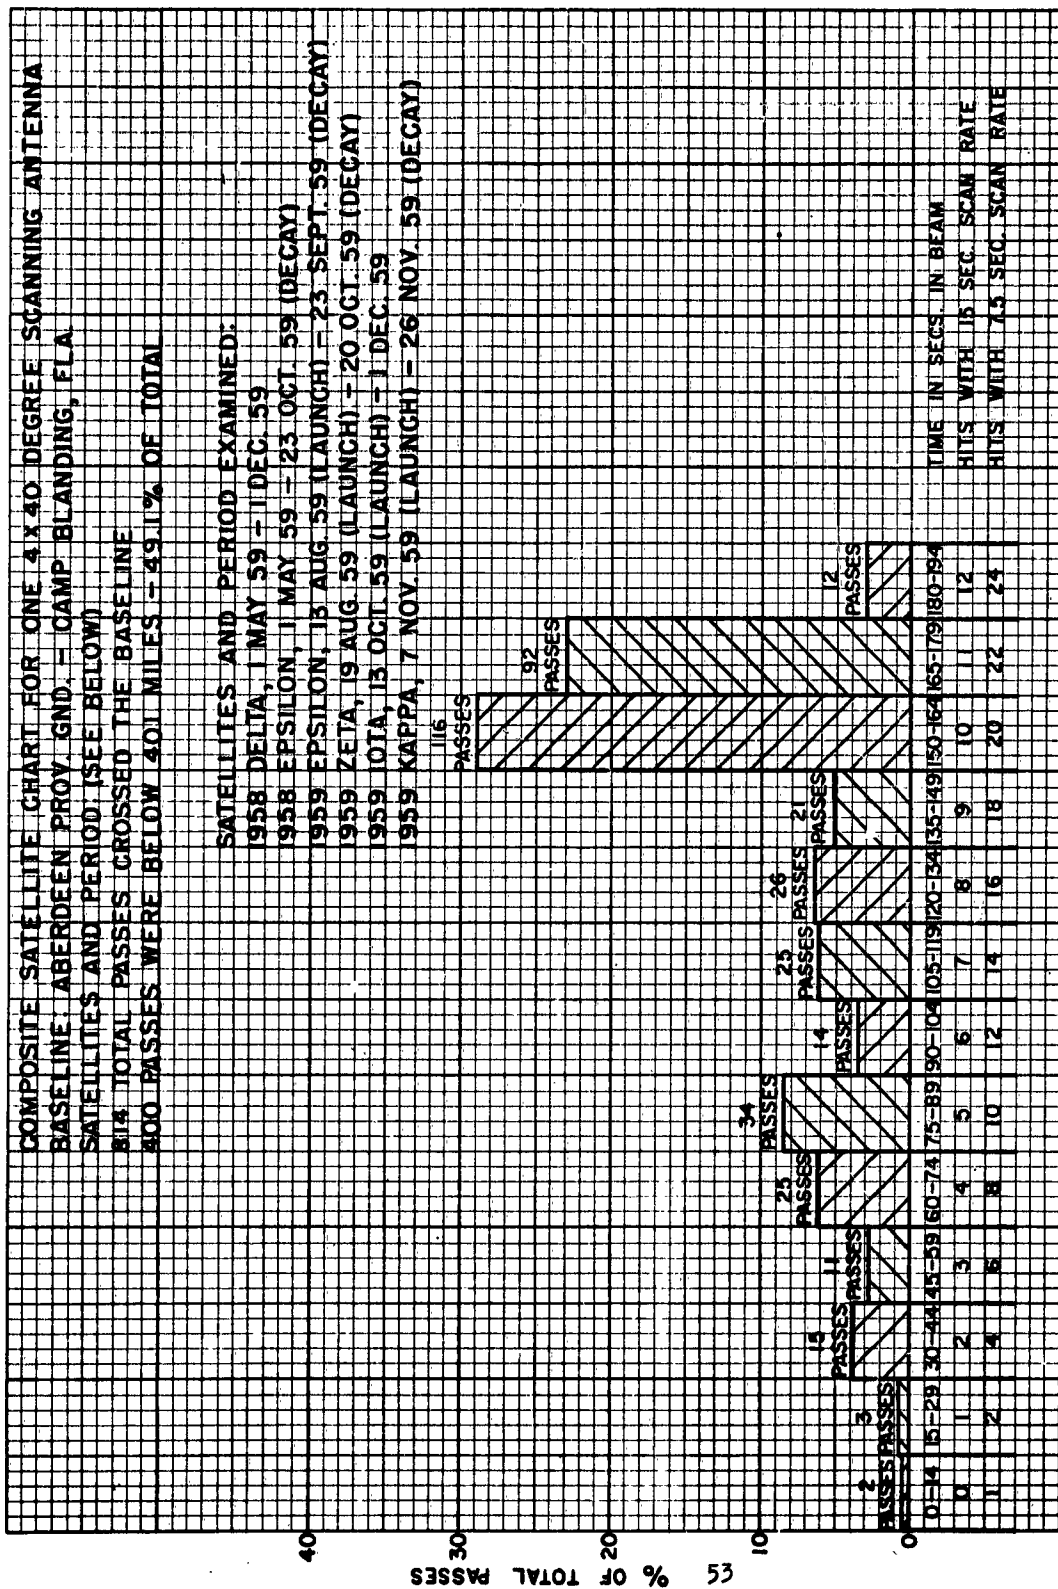 COMPOSITE SATELLITE CHART FOR ONE 4 X 40 DEGREE SCANNING ANTENNA
BASELINE: ABERDEEN PROV. GND. – CAMP BLANDING, FLA.
SATELLITES AND PERIOD: (SEE BELOW)
814 TOTAL PASSES CROSSED THE BASELINE
400 PASSES WERE BELOW 401 MILES – 49.1% OF TOTAL
SATELLITES AND PERIOD EXAMINED:
1958 DELTA, 1 MAY 59 – 1 DEC. 59
1958 EPSILON, 1 MAY 59 – 23 OCT. 59 (DECAY)
1959 EPSILON, 13 AUG. 59 (LAUNCH) – 23 SEPT. 59 (DECAY)
1959 ZETA, 19 AUG. 59 (LAUNCH) – 20 OCT. 59 (DECAY)
1959 IOTA, 13 OCT. 59 (LAUNCH) – 1 DEC. 59
1959 KAPPA, 7 NOV. 59 (LAUNCH) – 26 NOV. 59 (DECAY)
% OF TOTAL PASSES
40
30
20
10
0
2 PASSES
3 PASSES
15 PASSES
11 PASSES
25 PASSES
34 PASSES
14 PASSES
25 PASSES
26 PASSES
21 PASSES
116 PASSES
92 PASSES
12 PASSES
0–14 15–29 30–44 45–59 60–74 75–89 90–104 105–119 120–134 135–149 150–164 165–179 180–194 TIME IN SECS. IN BEAM
0 1 2 3 4 5 6 7 8 9 10 12 HITS WITH 15 SEC. SCAN RATE
1 2 4 6 8 10 12 14 16 18 20 22 24 HITS WITH 7.5 SEC. SCAN RATE
53